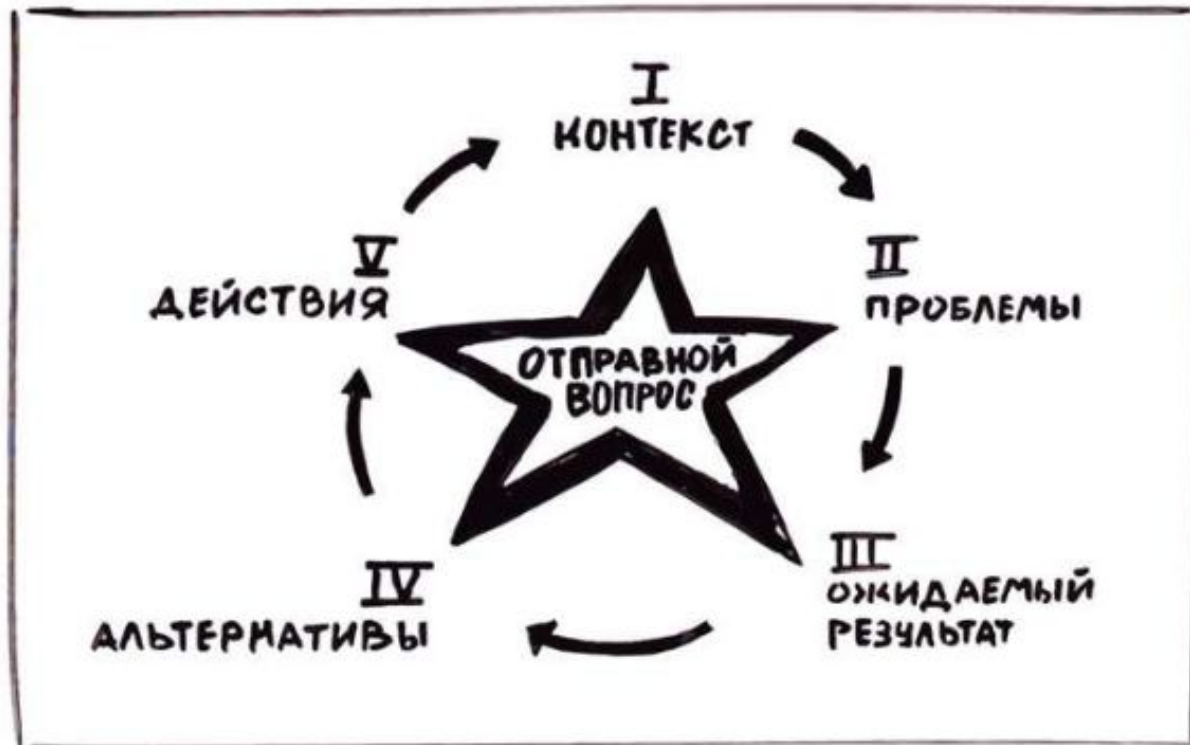 I
КОНТЕКСТ
II
ПРОБЛЕМЫ
III
ОЖИДАЕМЫЙ
РЕЗУЛЬТАТ
IV
АЛЬТЕРНАТИВЫ
V
ДЕЙСТВИЯ
ОТПРАВНОЙ
ВОПРОС